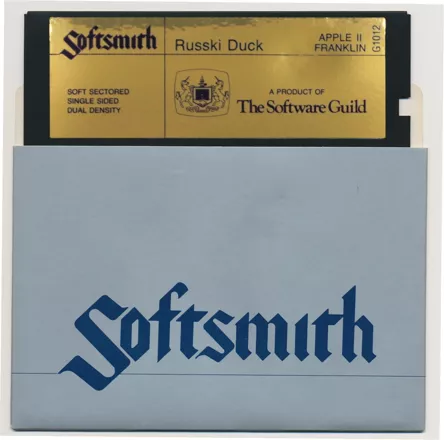 Softsmith
Russki Duck
APPLE II
FRANKLIN
G1012
SOFT SECTORED
SINGLE SIDED
DUAL DENSITY
A PRODUCT OF
The Software Guild
Softsmith